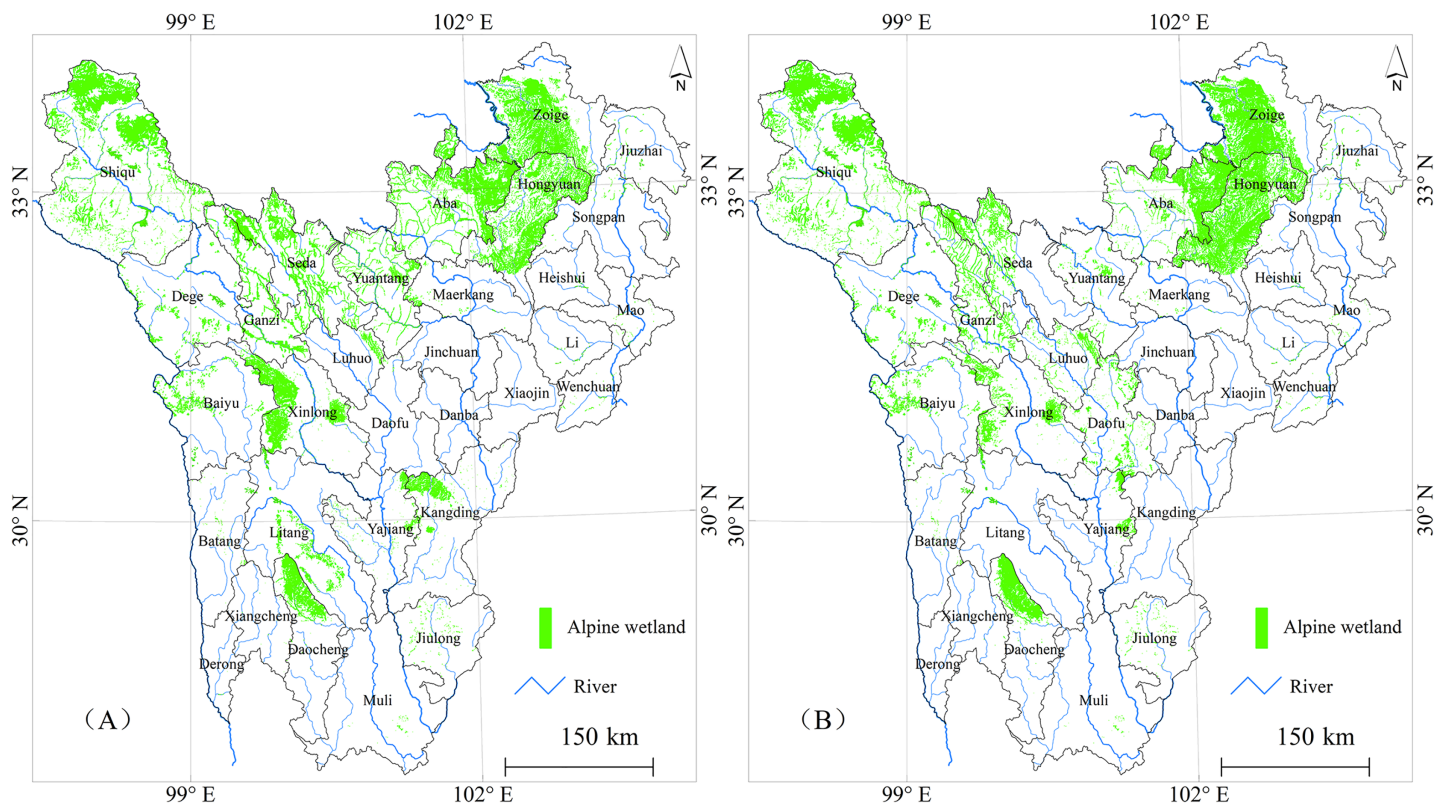 99° E
102° E
99° E
102° E
N
N
Zoige
Jiuzhai
Shiqu
Hongyuan
Aba
Songpan
33° N
33° N
Seda
Yuantang
Heishui
Dege
Maerkang
Ganzi
Mao
Luhuo
Jinchuan
Li
Baiyu
Xinlong
Xiaojin
Wenchuan
Daofu
Danba
30° N
30° N
Kangding
Litang
Yajiang
Batang
Xiangcheng
Jiulong
Daocheng
Derong
Muli
Alpine wetland
River
(A)
150 km
99° E
102° E
Zoige
Jiuzhai
Shiqu
Hongyuan
Aba
Songpan
33° N
33° N
Seda
Yuantang
Heishui
Dege
Maerkang
Ganzi
Mao
Luhuo
Jinchuan
Li
Baiyu
Xinlong
Xiaojin
Wenchuan
Daofu
Danba
30° N
30° N
Kangding
Litang
Yajiang
Batang
Xiangcheng
Jiulong
Daocheng
Derong
Muli
Alpine wetland
River
(B)
150 km
99° E
102° E